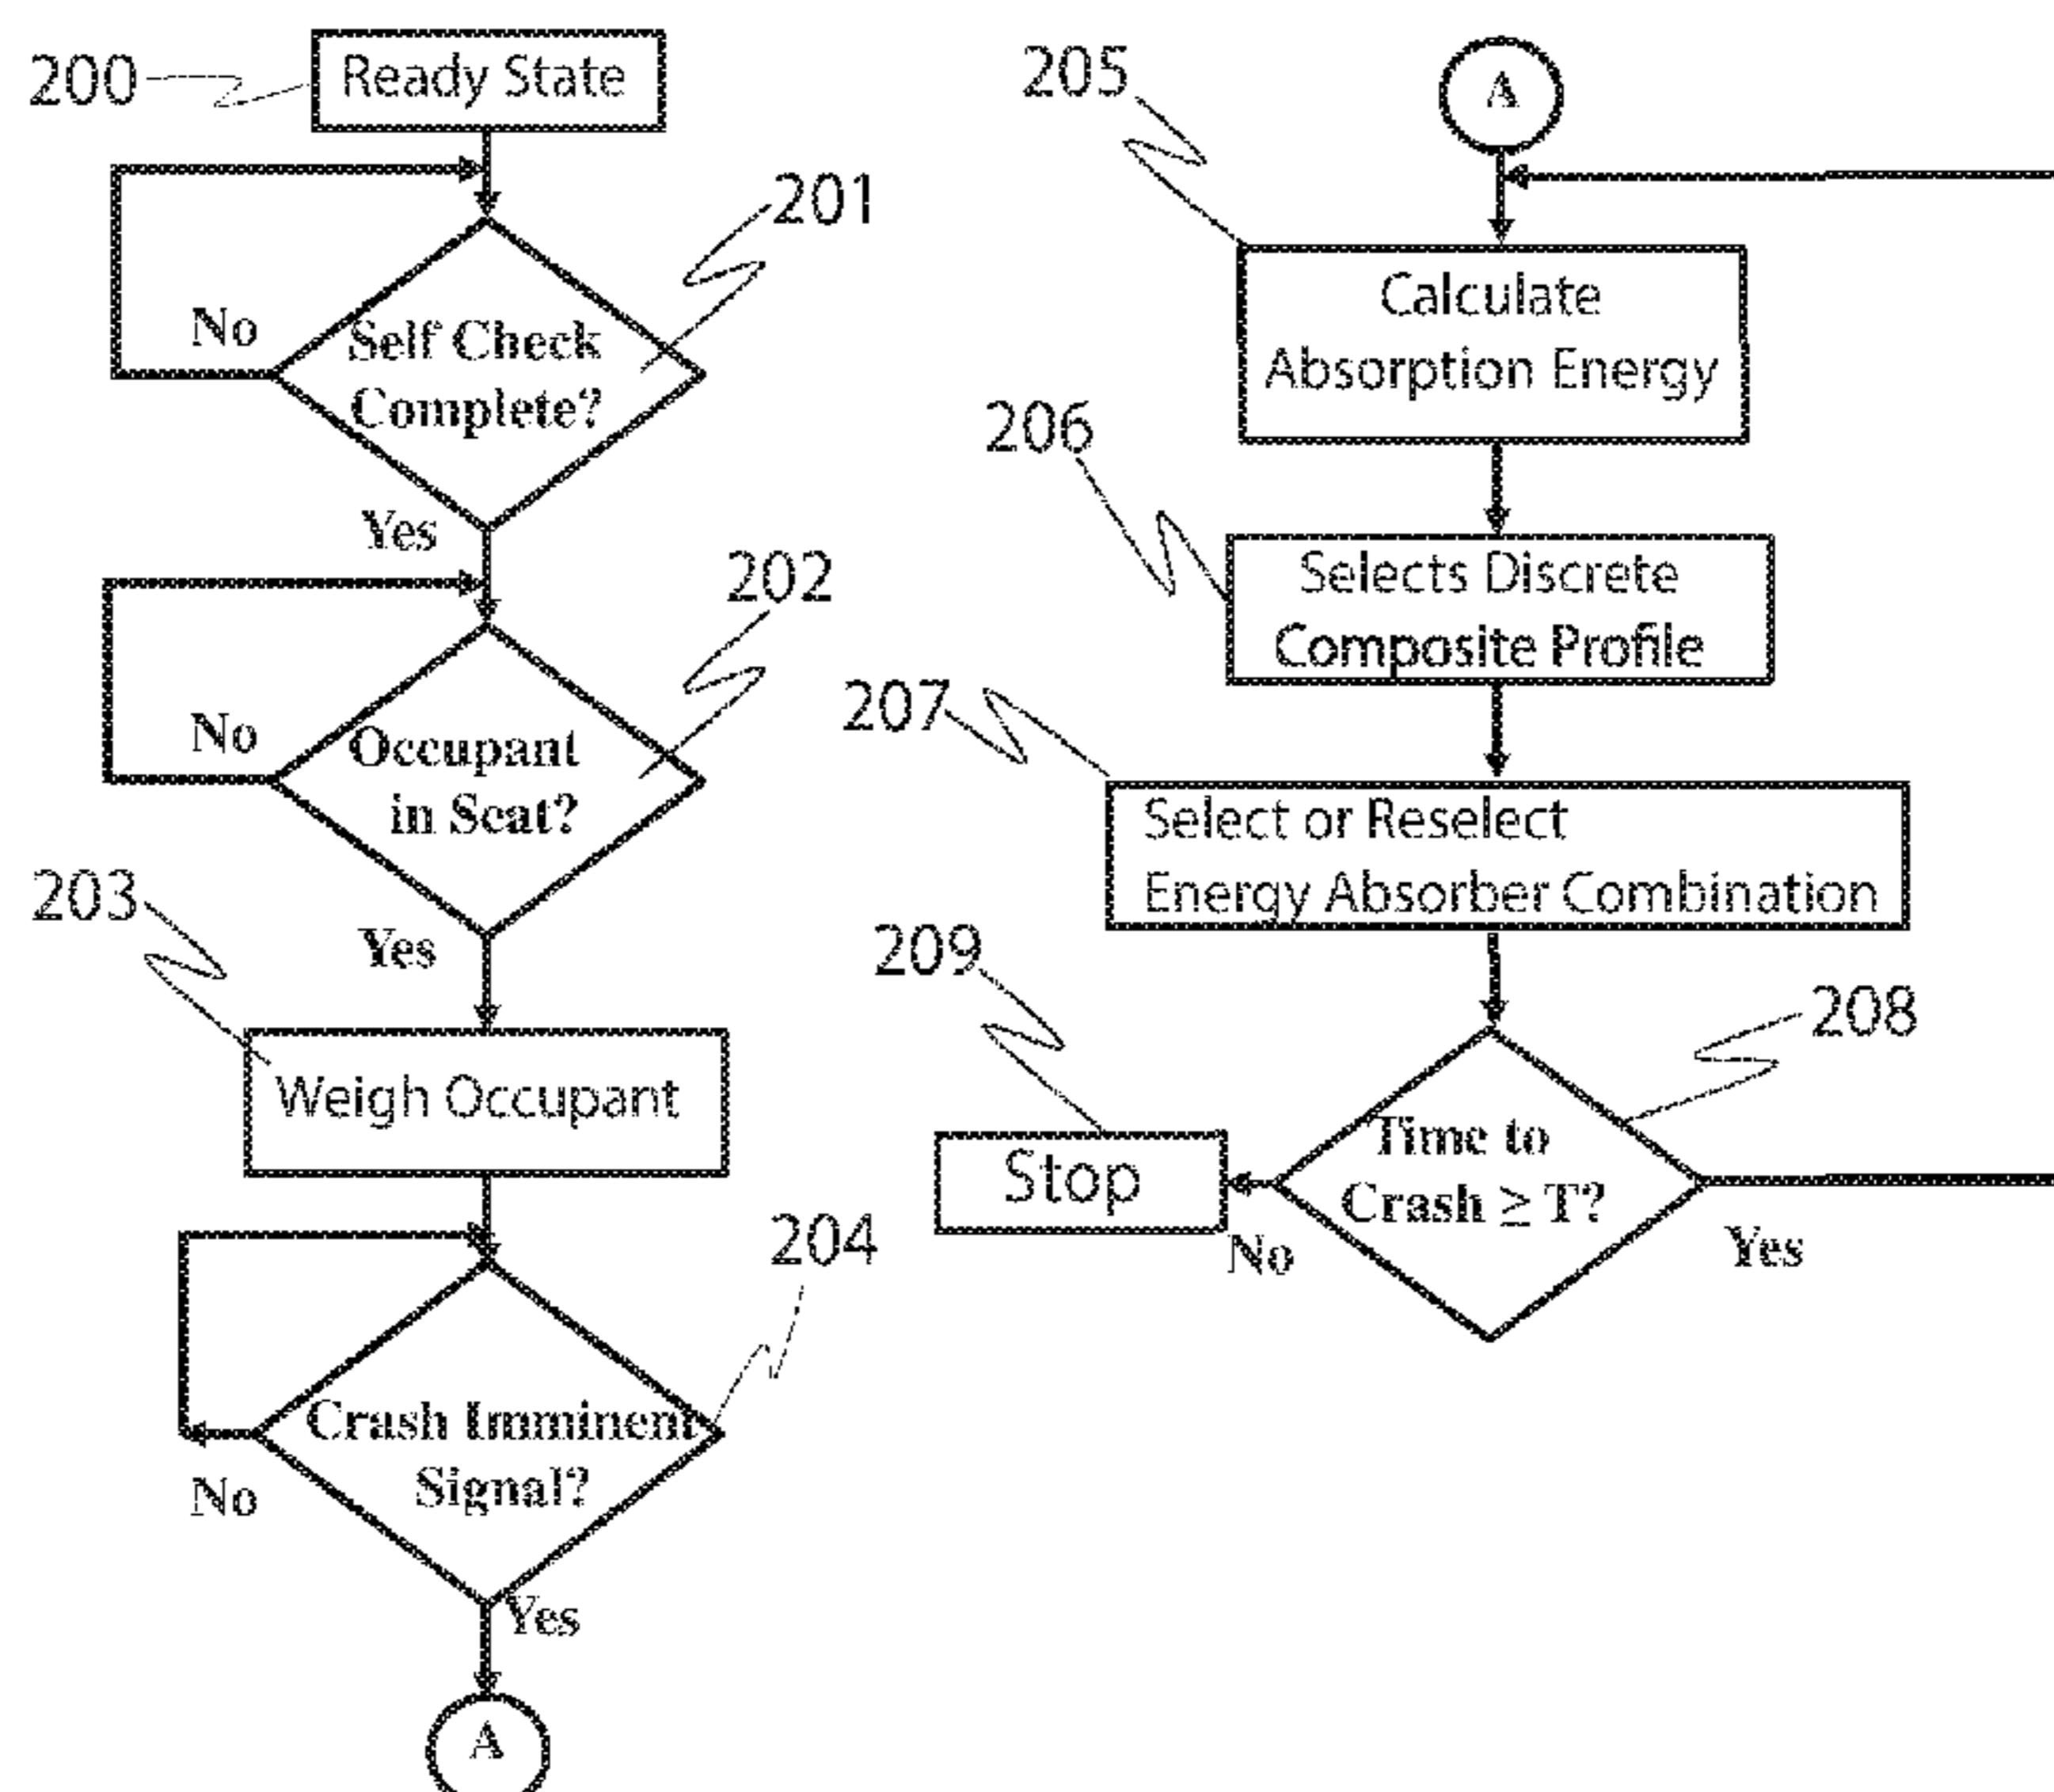 200
Ready State
201
No
Self Check
Complete?
Yes
202
No
Occupant
in Seat?
Yes
203
Weigh Occupant
204
Crash Imminent
Signal?
No
Yes
A
A
205
Calculate
Absorption Energy
206
Selects Discrete
Composite Profile
207
Select or Reselect
Energy Absorber Combination
209
208
Stop
Time to
Crash ≥ T?
No
Yes